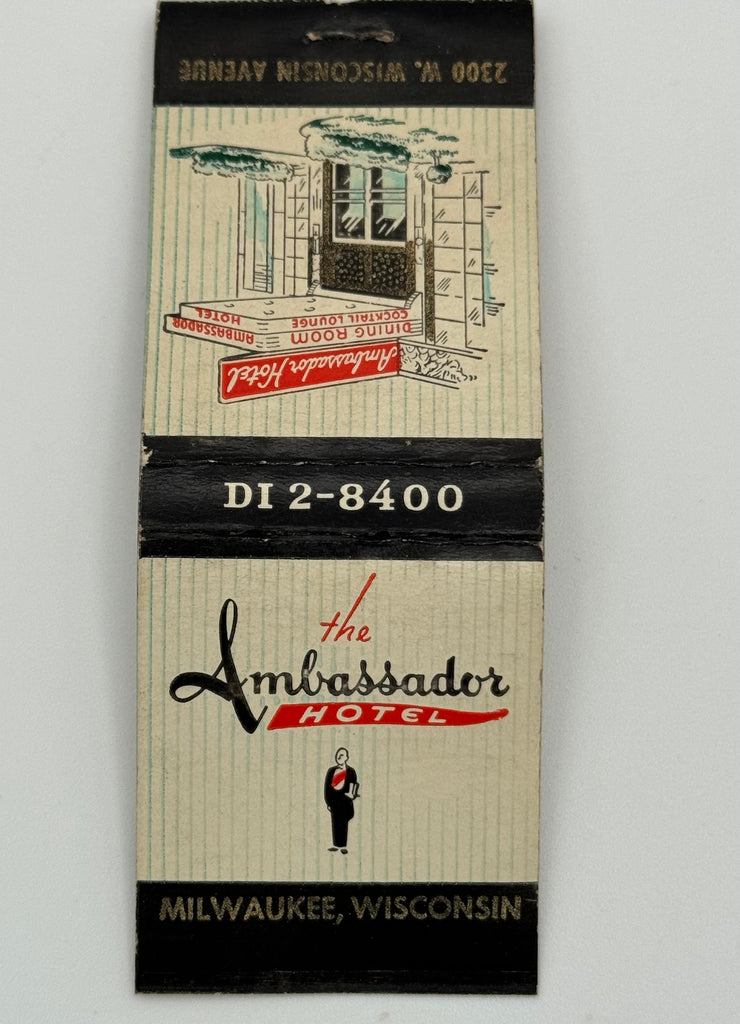 2300 W. WISCONSIN AVENUE
AMBASSADOR
HOTEL
COCKTAIL LOUNGE
DINING ROOM
Ambassador Hotel
DI 2-8400
the
Ambassador
HOTEL
MILWAUKEE, WISCONSIN